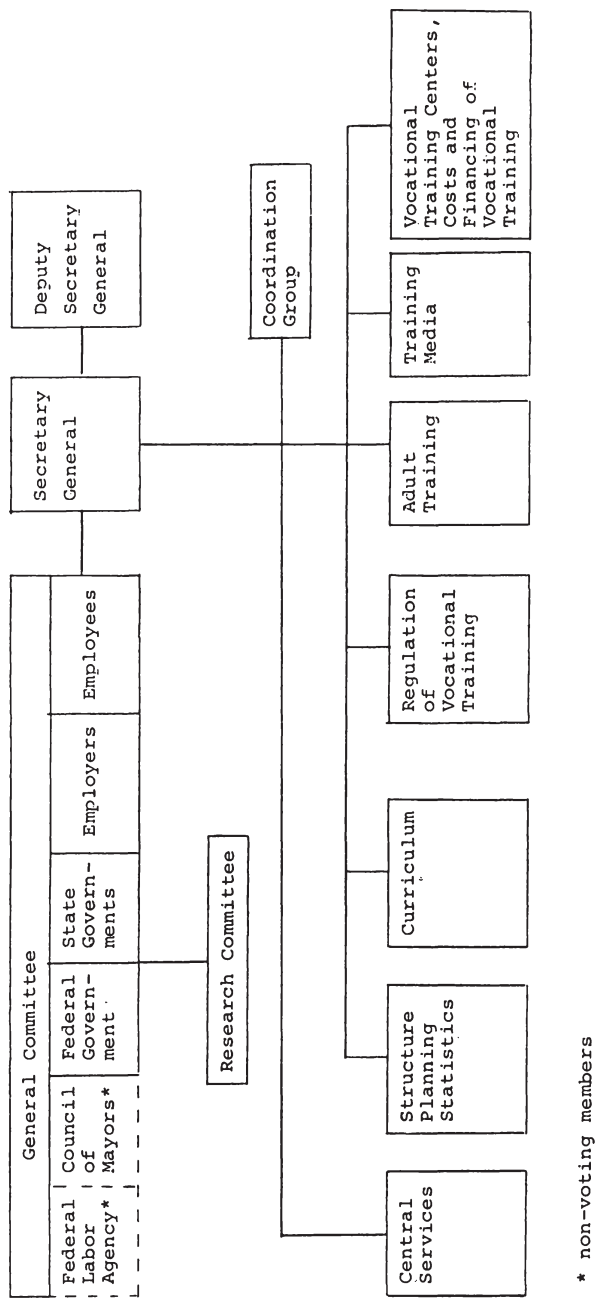 General Committee
Federal
Labor
Agency*
Council
of
Mayors*
Federal
Govern-
ment
State
Govern-
ments
Employers
Employees
Secretary
General
Deputy
Secretary
General
Research Committee
Coordination
Group
Central
Services
Structure
Planning
Statistics
Curriculum
Regulation
of
Vocational
Training
Adult
Training
Training
Media
Vocational
Training Centers,
Costs and
Financing of
Vocational
Training
* non-voting members